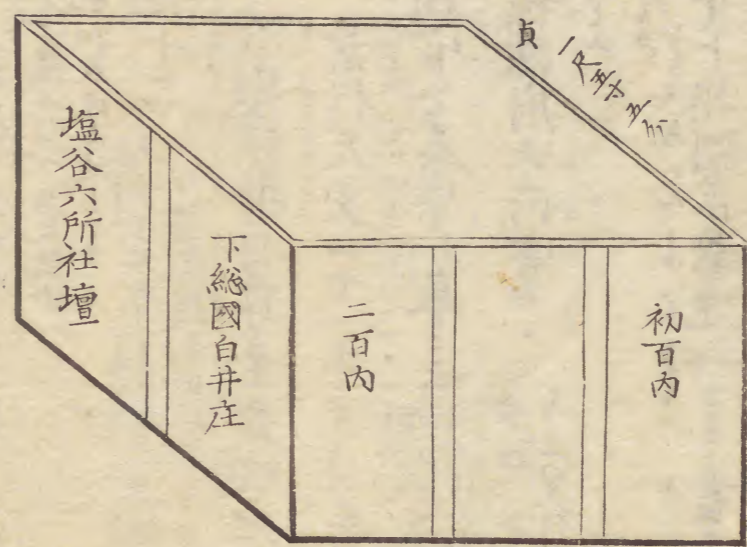 貞
一尺五寸五分
初百内
二百内
下総國白井庄
塩谷六所社壇